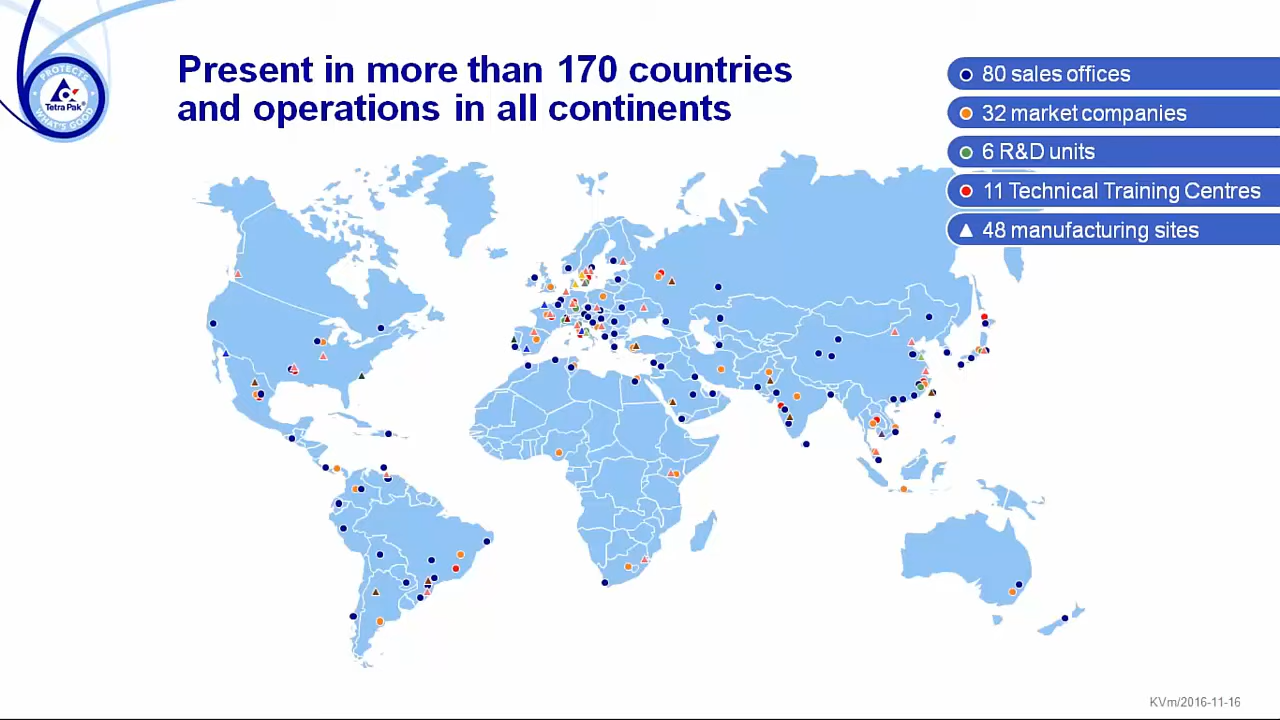 PROTECTS
Tetra Pak
WHAT'S GOOD
Present in more than 170 countries
and operations in all continents
80 sales offices
32 market companies
6 R&D units
11 Technical Training Centres
48 manufacturing sites
KVm/2016-11-16